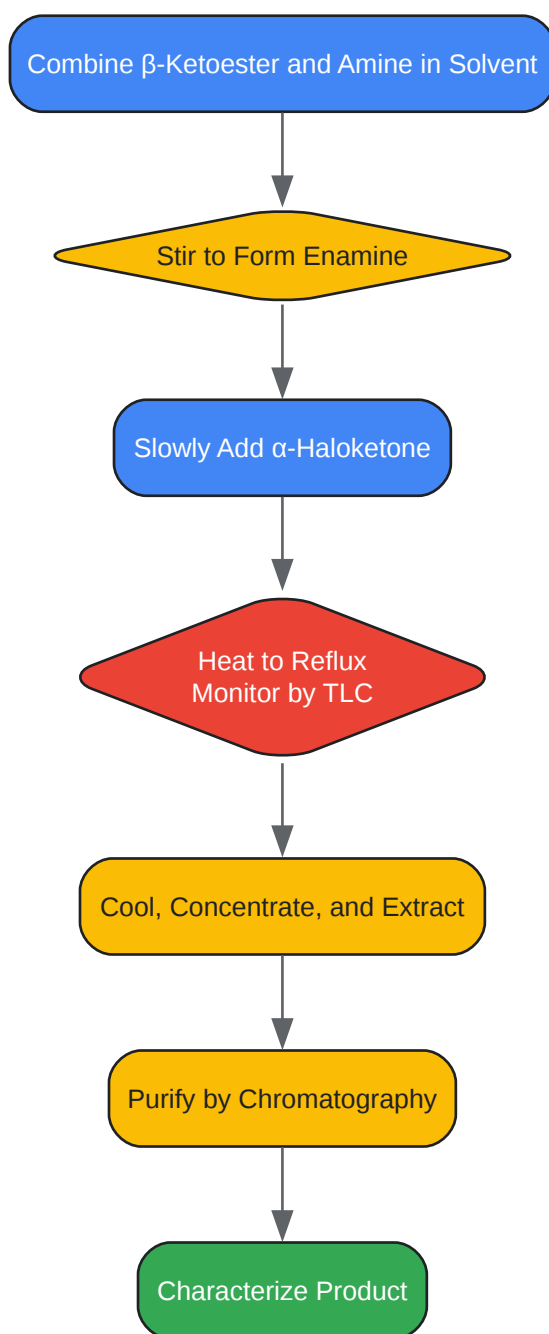 Combine β-Ketoester and Amine in Solvent
Stir to Form Enamine
Slowly Add α-Haloketone
Heat to Reflux
Monitor by TLC
Cool, Concentrate, and Extract
Purify by Chromatography
Characterize Product